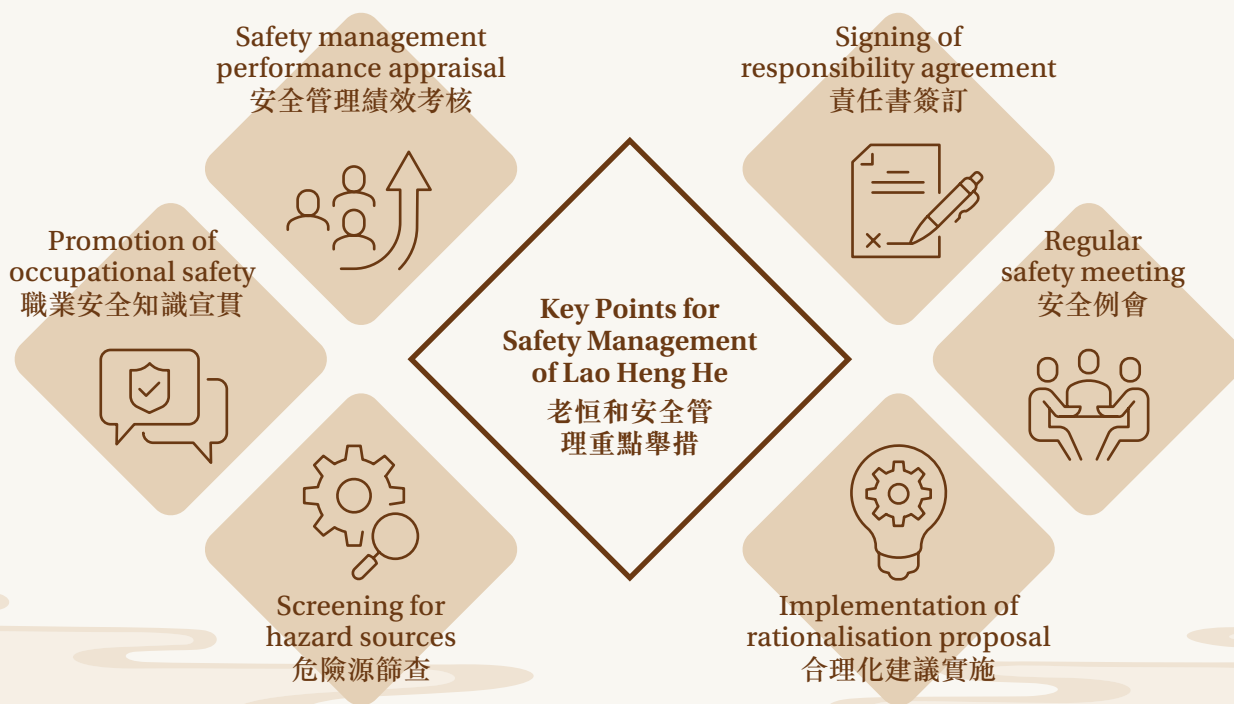 Safety management
performance appraisal
安全管理績效考核
Signing of
responsibility agreement
責任書簽訂
Promotion of
occupational safety
職業安全知識宣貫
Regular
safety meeting
安全例會
Key Points for
Safety Management
of Lao Heng He
老恒和安全管
理重點舉措
Screening for
hazard sources
危險源篩查
Implementation of
rationalisation proposal
合理化建議實施